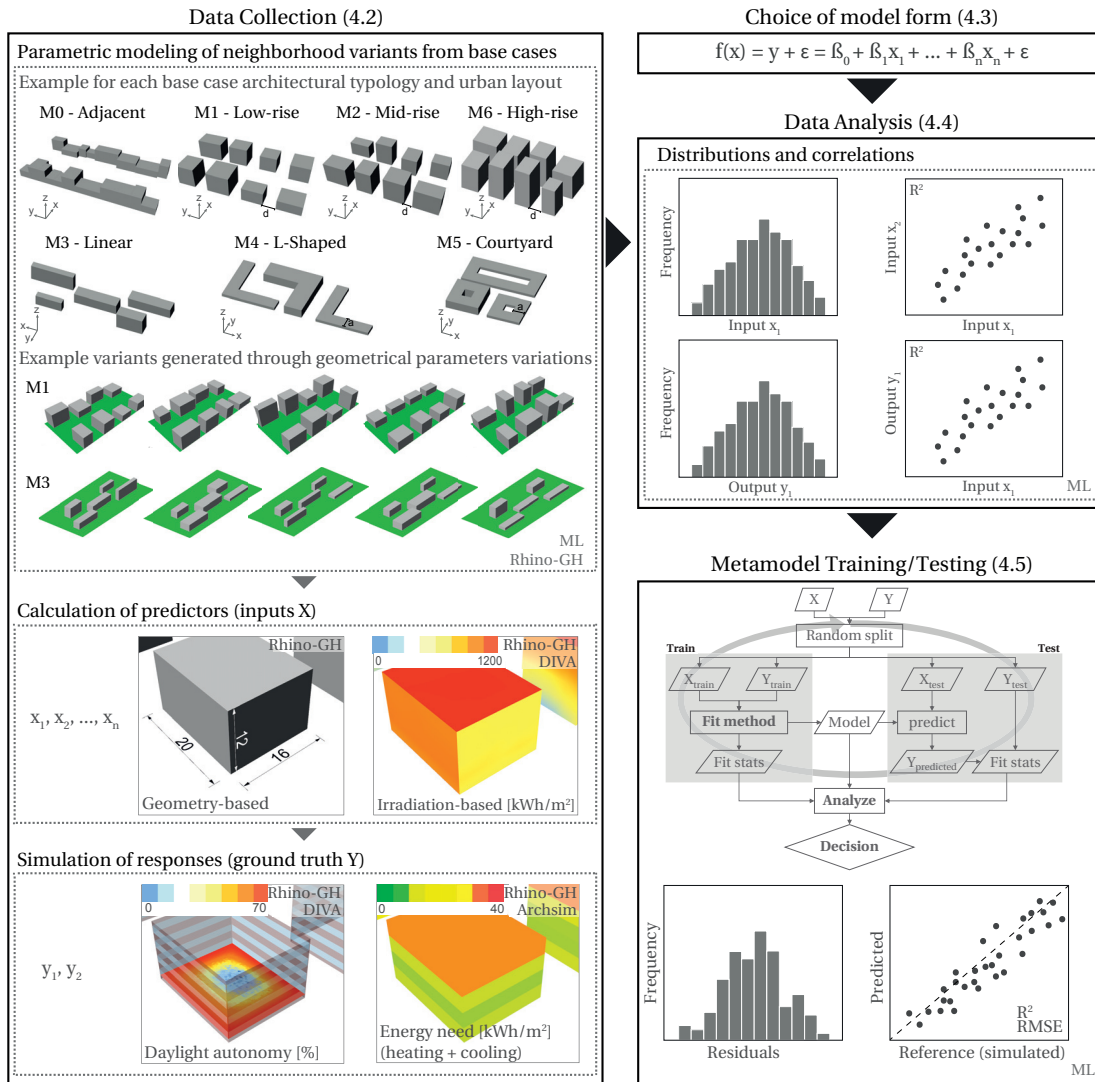 Data Collection (4.2)
Parametric modeling of neighborhood variants from base cases
Example for each base case architectural typology and urban layout
M0 - Adjacent
M1 - Low-rise
M2 - Mid-rise
M6 - High-rise
z
x
y
z
x
y
d
z
x
y
d
z
x
y
d
M3 - Linear
M4 - L-Shaped
M5 - Courtyard
z
x
y
z
y
x
a
z
y
x
a
Example variants generated through geometrical parameters variations
M1
M3
ML
Rhino-GH
Calculation of predictors (inputs X)
x₁, x₂, ..., xₙ
Rhino-GH
20
12
16
Geometry-based
Rhino-GH
DIVA
0
1200
Irradiation-based [kWh/m²]
Simulation of responses (ground truth Y)
y₁, y₂
Rhino-GH
DIVA
0
70
Daylight autonomy [%]
Rhino-GH
Archsim
0
40
Energy need [kWh/m²]
(heating + cooling)
Choice of model form (4.3)
f(x) = y + ε = ß₀ + ß₁x₁ + ... + ßₙxₙ + ε
Data Analysis (4.4)
Distributions and correlations
Frequency
Input x₁
R²
Input x₂
Input x₁
Frequency
Output y₁
R²
Output y₁
Input x₁
ML
Metamodel Training/Testing (4.5)
X
Y
Random split
Train
Test
X_train
Y_train
X_test
Y_test
Fit method
Model
predict
Fit stats
Y_predicted
Fit stats
Analyze
Decision
Frequency
Residuals
Predicted
R²
RMSE
Reference (simulated)
ML